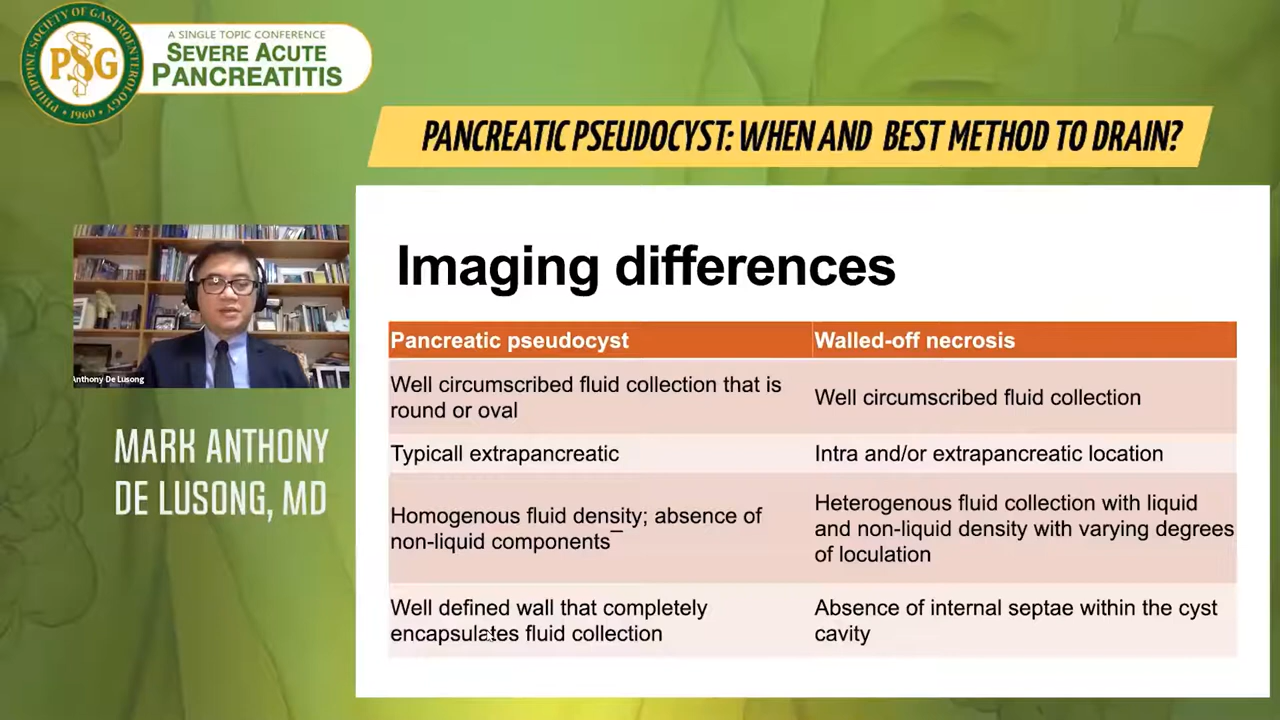 PHILIPPINE SOCIETY OF GASTROENTEROLOGY
PSG
• 1960 •
A SINGLE TOPIC CONFERENCE
SEVERE ACUTE
PANCREATITIS
PANCREATIC PSEUDOCYST: WHEN AND BEST METHOD TO DRAIN?
Anthony De Lusong
MARK ANTHONY
DE LUSONG, MD
Imaging differences
Pancreatic pseudocyst
Walled-off necrosis
Well circumscribed fluid collection that is
round or oval
Well circumscribed fluid collection
Typicall extrapancreatic
Intra and/or extrapancreatic location
Homogenous fluid density; absence of
non-liquid components
Heterogenous fluid collection with liquid
and non-liquid density with varying degrees
of loculation
Well defined wall that completely
encapsulates fluid collection
Absence of internal septae within the cyst
cavity